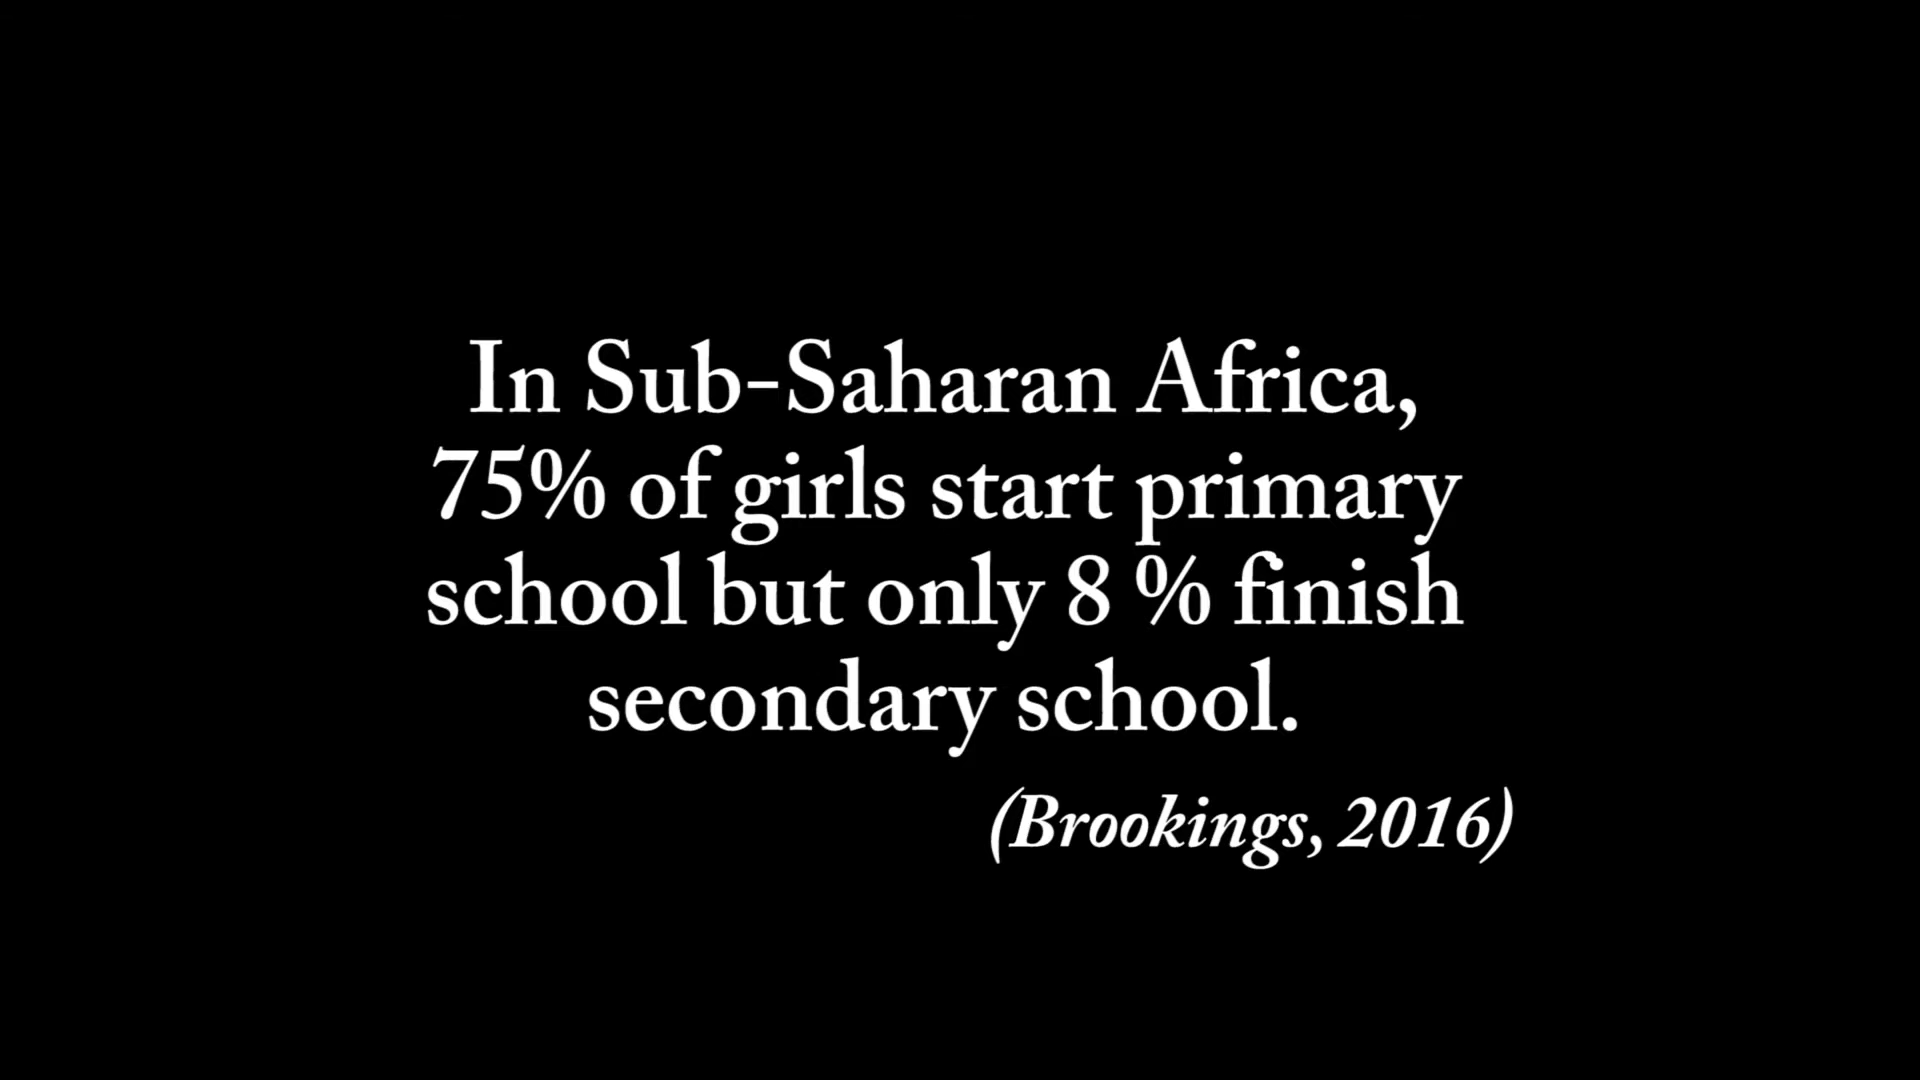 In Sub-Saharan Africa,
75% of girls start primary
school but only 8 % finish
secondary school.
(Brookings, 2016)